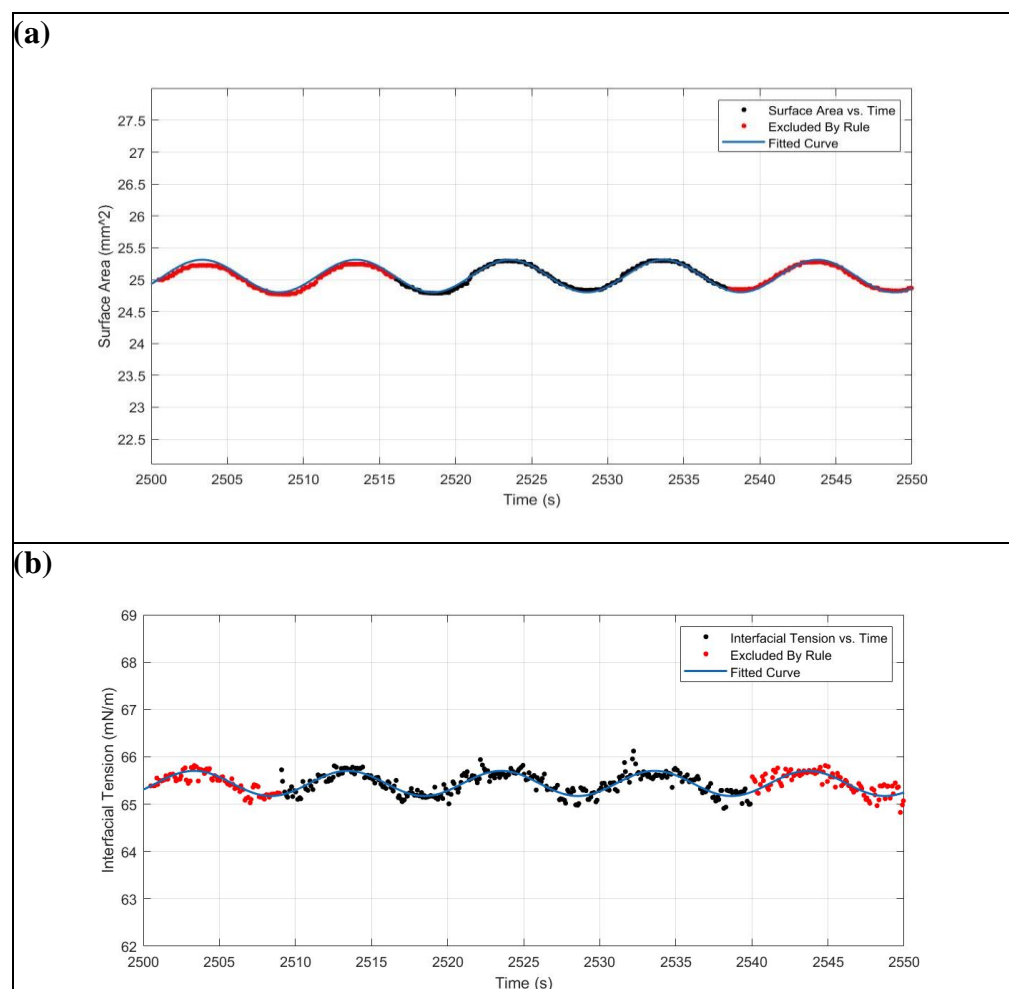 (a)
Surface Area vs. Time
Excluded By Rule
Fitted Curve
27.5
27
26.5
26
25.5
25
24.5
24
23.5
23
22.5
Surface Area (mm^2)
2500 2505 2510 2515 2520 2525 2530 2535 2540 2545 2550
Time (s)
(b)
Interfacial Tension vs. Time
Excluded By Rule
Fitted Curve
69
68
67
66
65
64
63
62
Interfacial Tension (mN/m)
2500 2505 2510 2515 2520 2525 2530 2535 2540 2545 2550
Time (s)